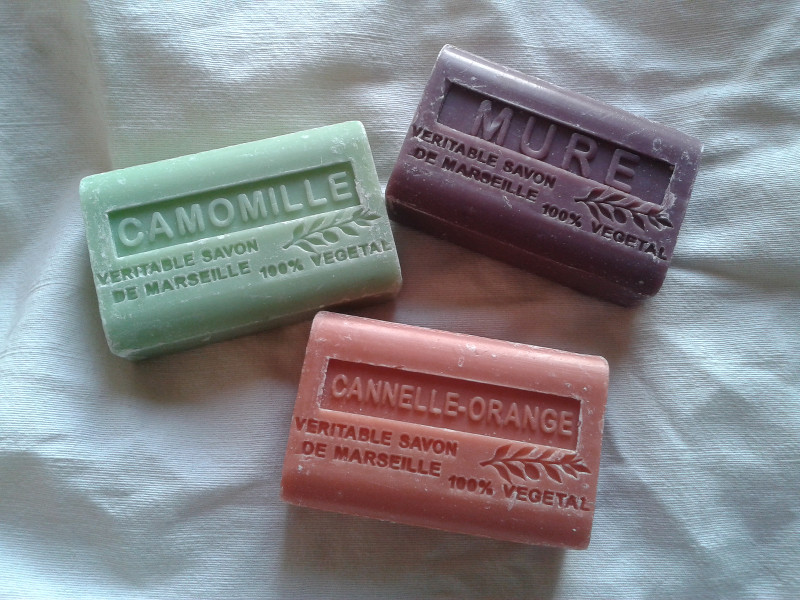 CAMOMILLE
VERITABLE SAVON
DE MARSEILLE
100% VEGETAL
MURE
VERITABLE SAVON
DE MARSEILLE
100% VEGETAL
CANNELLE-ORANGE
VERITABLE SAVON
DE MARSEILLE
100% VEGETAL